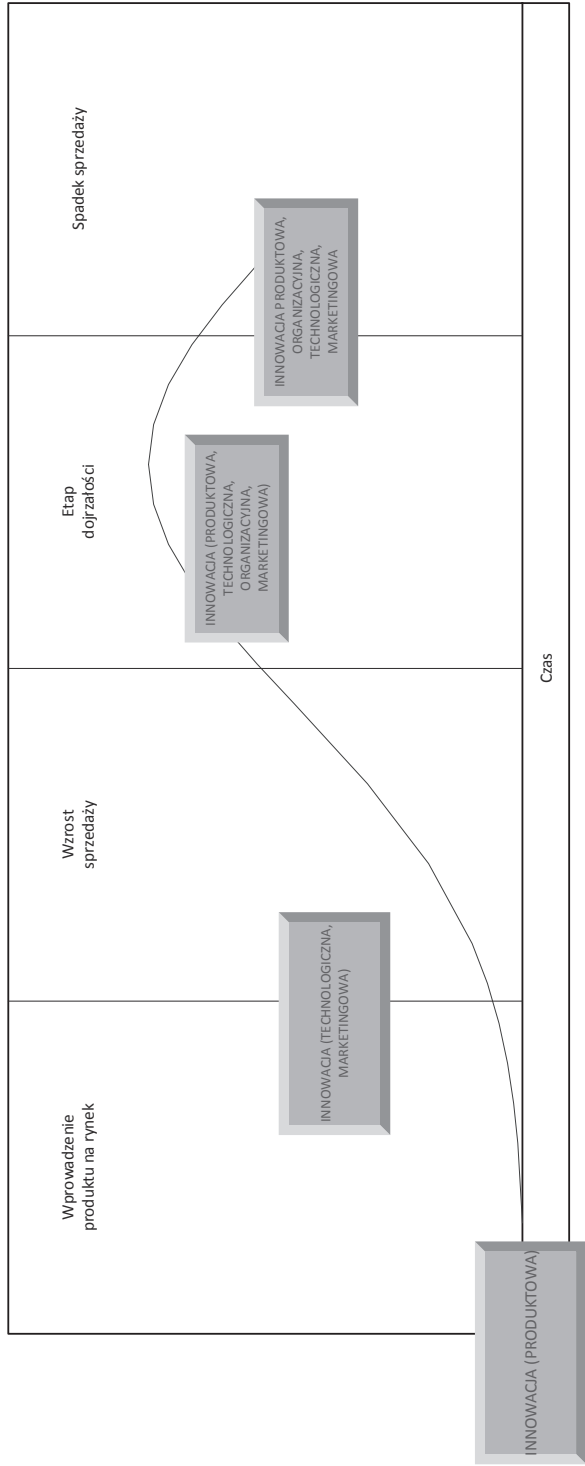 Wprowadzenie
produktu na rynek
Wzrost
sprzedaży
Etap
dojrzałości
Spadek sprzedaży
INNOWACJA (PRODUKTOWA)
INNOWACJA (TECHNOLOGICZNA,
MARKETINGOWA)
INNOWACJA (PRODUKTOWA,
TECHNOLOGICZNA,
ORGANIZACYJNA,
MARKETINGOWA)
INNOWACJA PRODUKTOWA,
ORGANIZACYJNA,
TECHNOLOGICZNA,
MARKETINGOWA
Czas